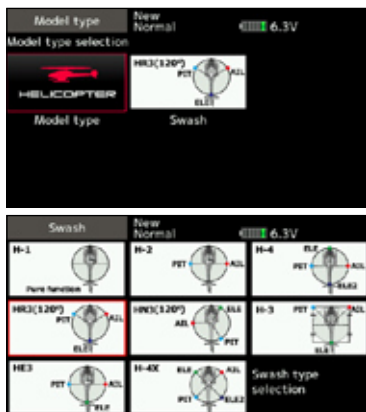 Model type
New
Normal
6.3V
Model type selection
HR3(120°)
PIT
AIL
ELE
HELICOPTER
Model type
Swash
Swash
New
Normal
6.3V
H-1
Pure function
H-2
PIT
AIL
H-4
ELE
PIT
AIL
ELE2
HR3(120°)
PIT
AIL
ELE
HN3(120°)
ELE
AIL
PIT
H-3
PIT
AIL
ELE
HE3
PIT
AIL
ELE
H-4X
ELE
AIL
PIT
ELE2
Swash type
selection